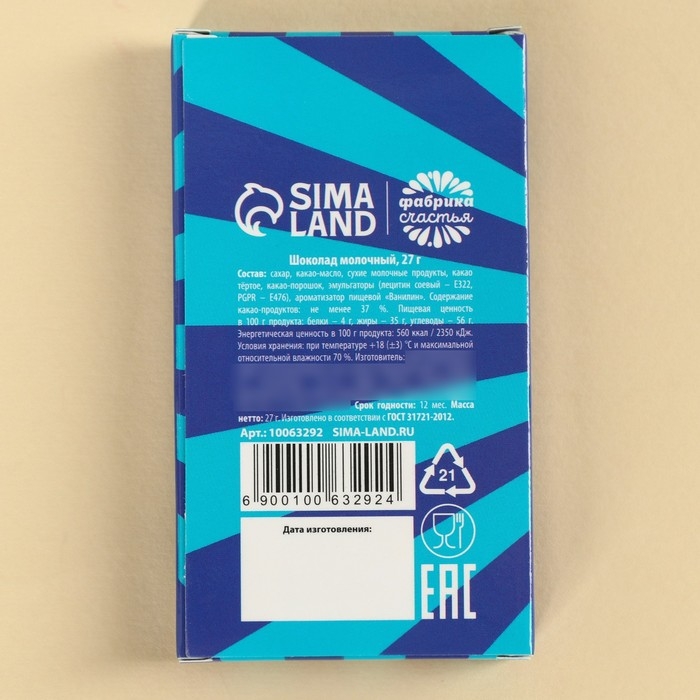 SIMA
LAND
фабрика
счастья
Шоколад молочный, 27 г
Состав: сахар, какао-масло, сухие молочные продукты, какао
тёртое, какао-порошок, эмульгаторы (лецитин соевый – Е322,
PGPR – Е476), ароматизатор пищевой «Ванилин». Содержание
какао-продуктов: не менее 37 %. Пищевая ценность
в 100 г продукта: белки – 4 г, жиры – 35 г, углеводы – 56 г.
Энергетическая ценность в 100 г продукта: 560 ккал / 2350 кДж.
Условия хранения: при температуре +18 (±3) °С и максимальной
относительной влажности 70 %. Изготовитель:
Срок годности: 12 мес. Масса
нетто: 27 г. Изготовлено в соответствии с ГОСТ 31721-2012.
Арт.: 10063292 SIMA-LAND.RU
6 900100 632924
21
Дата изготовления:
EAC